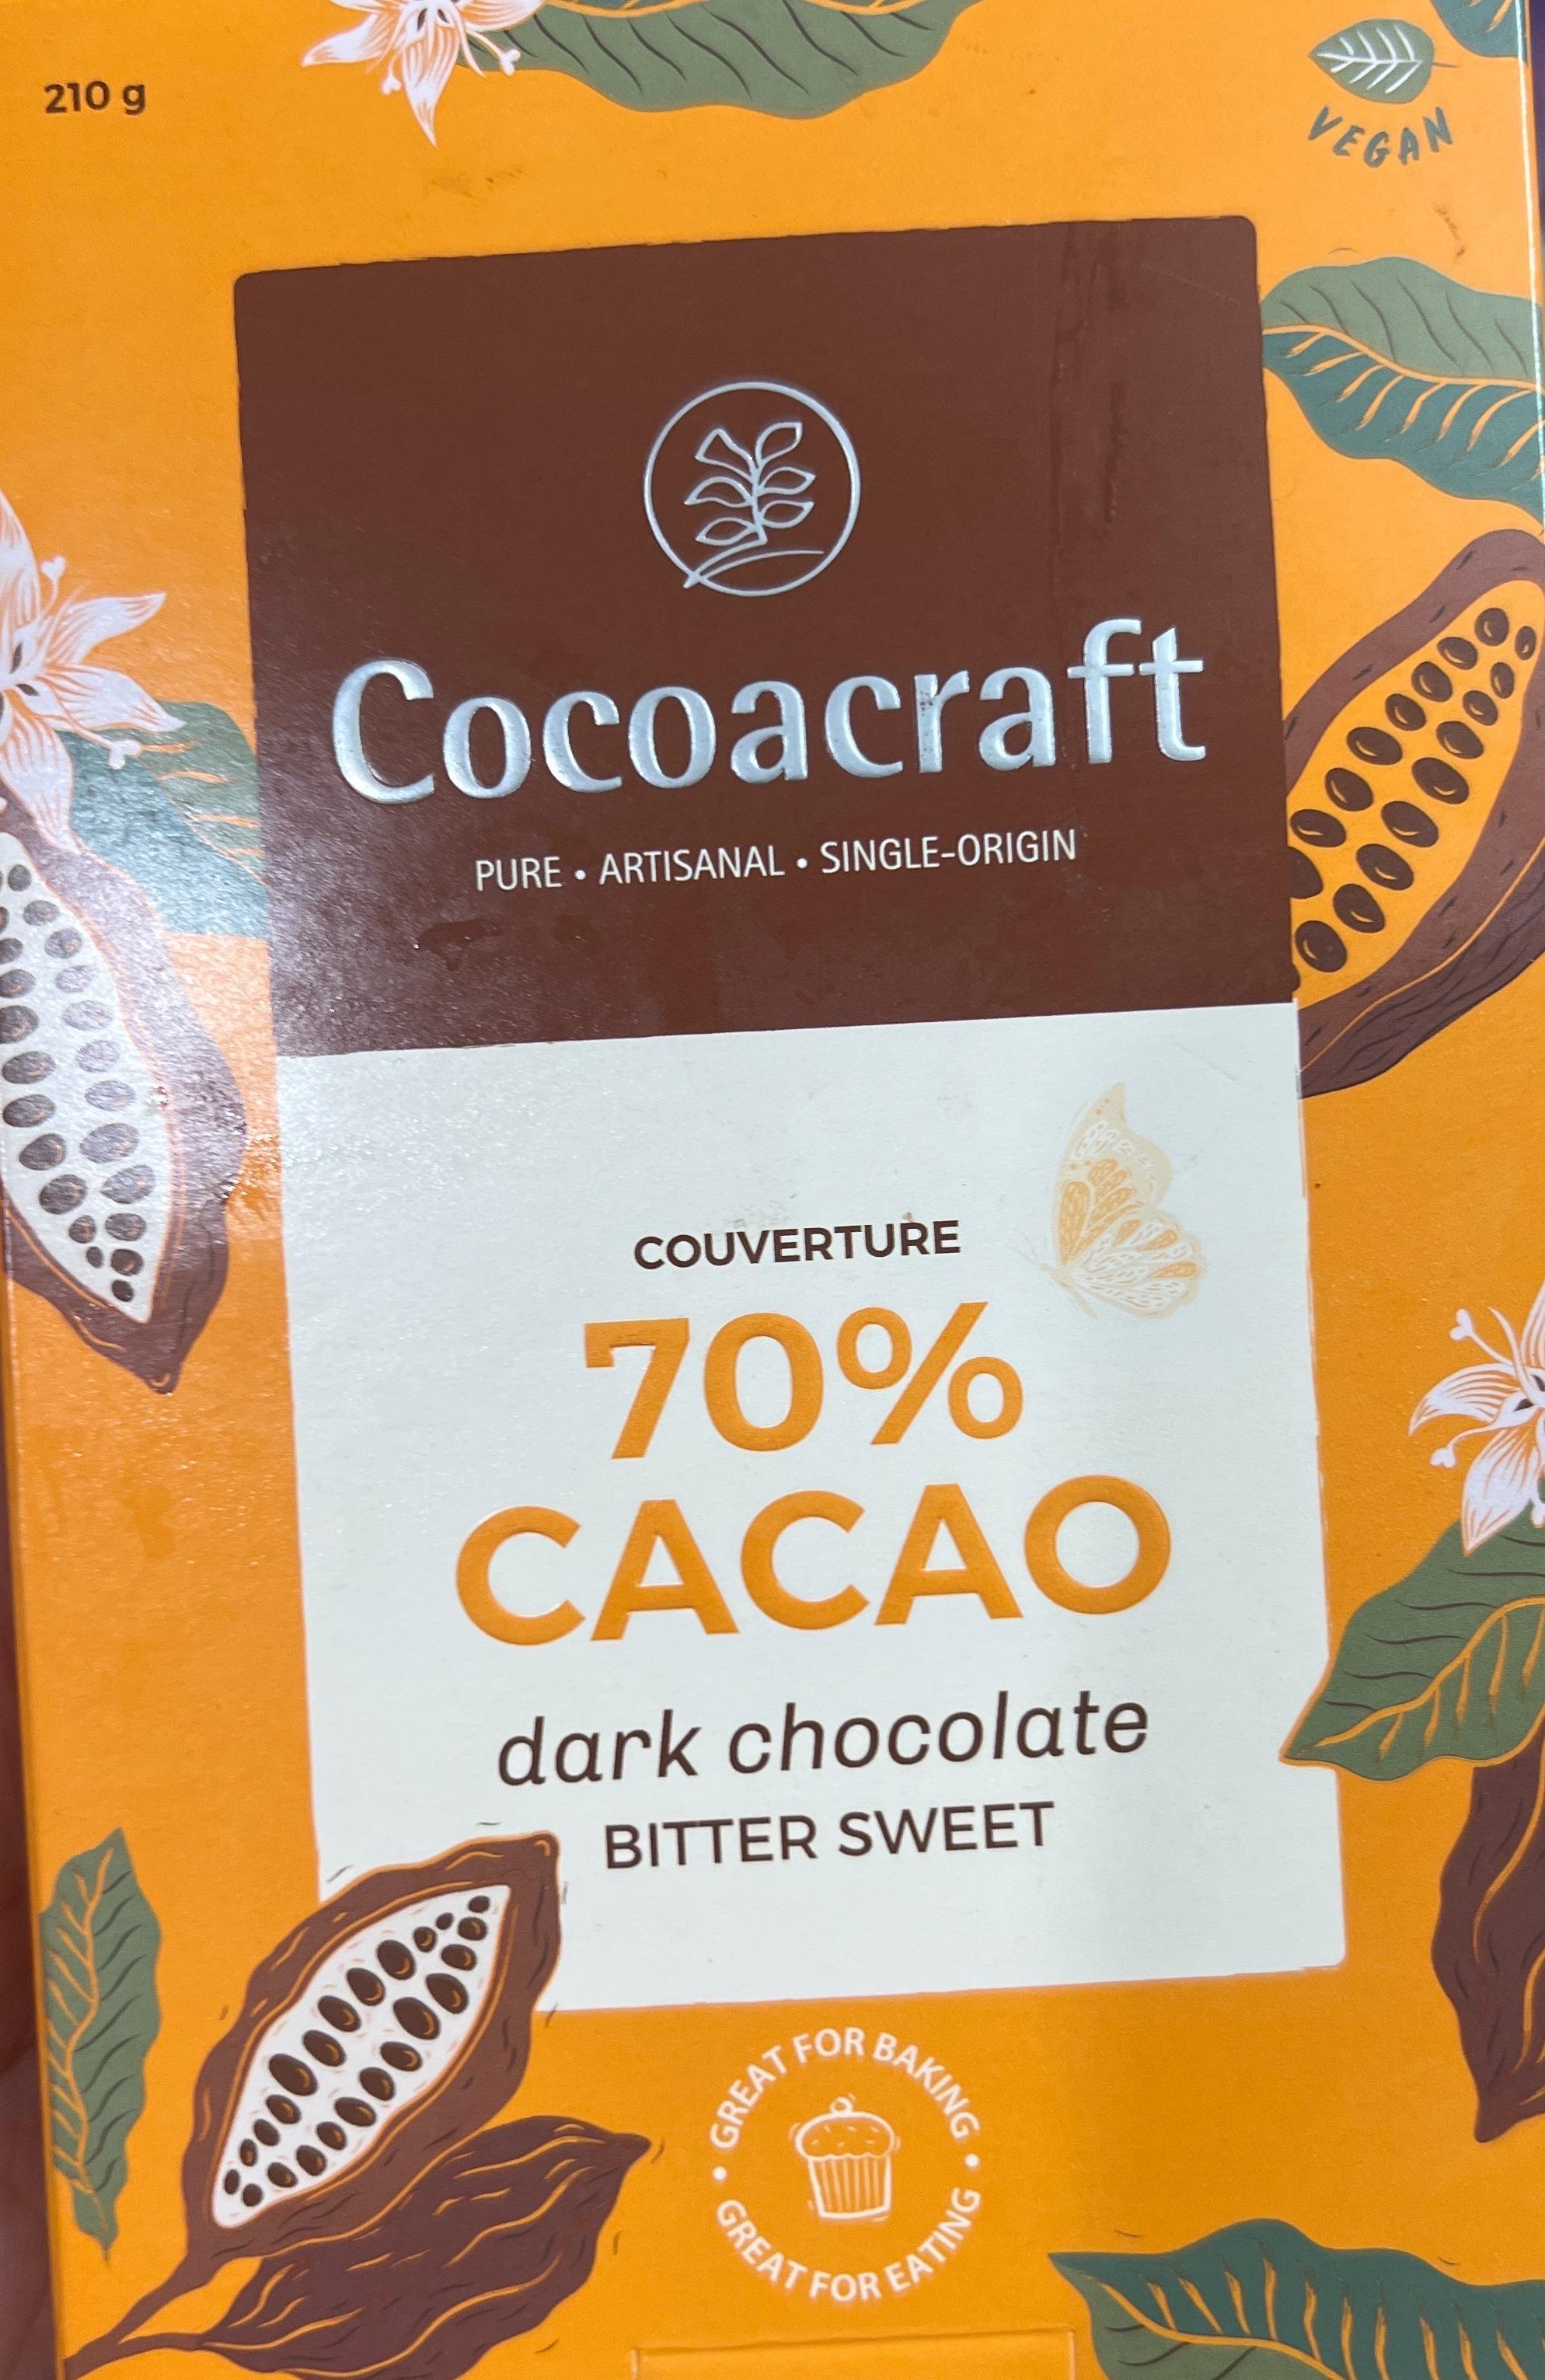 210 g
VEGAN
Cocoacraft
PURE • ARTISANAL • SINGLE-ORIGIN
COUVERTURE
70%
CACAO
dark chocolate
BITTER SWEET
GREAT FOR BAKING
• GREAT FOR EATING •